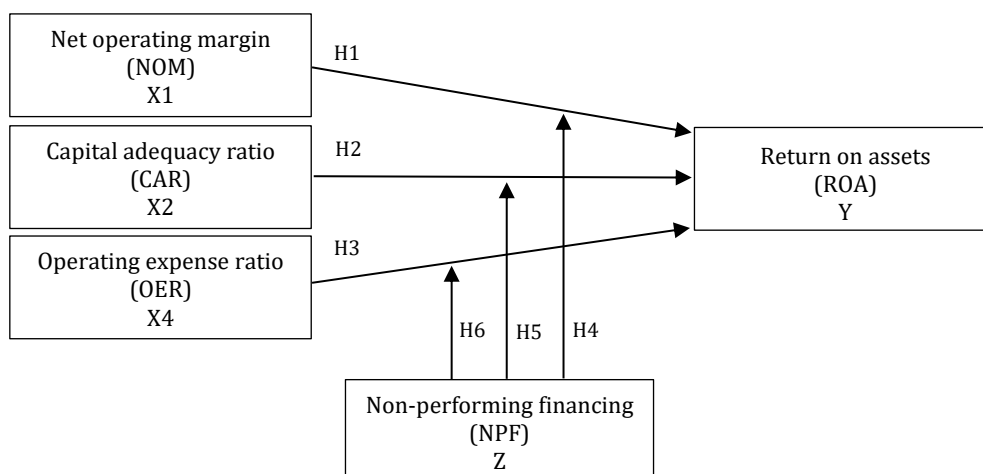 Net operating margin
(NOM)
X1
H1
Capital adequacy ratio
(CAR)
X2
H2
Operating expense ratio
(OER)
X4
H3
Return on assets
(ROA)
Y
H6
H5
H4
Non-performing financing
(NPF)
Z